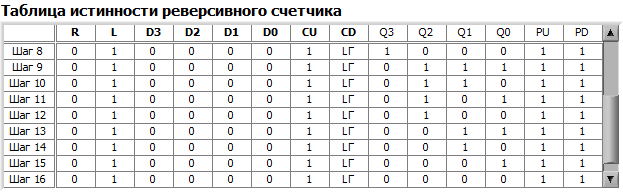 Таблица истинности реверсивного счетчика
R L D3 D2 D1 D0 CU CD Q3 Q2 Q1 Q0 PU PD
Шаг 8 0 1 0 0 0 0 1 LГ 1 0 0 0 1 1
Шаг 9 0 1 0 0 0 0 1 LГ 0 1 1 1 1 1
Шаг 10 0 1 0 0 0 0 1 LГ 0 1 1 0 1 1
Шаг 11 0 1 0 0 0 0 1 LГ 0 1 0 1 1 1
Шаг 12 0 1 0 0 0 0 1 LГ 0 1 0 0 1 1
Шаг 13 0 1 0 0 0 0 1 LГ 0 0 1 1 1 1
Шаг 14 0 1 0 0 0 0 1 LГ 0 0 1 0 1 1
Шаг 15 0 1 0 0 0 0 1 LГ 0 0 0 1 1 1
Шаг 16 0 1 0 0 0 0 1 LГ 0 0 0 0 1 1